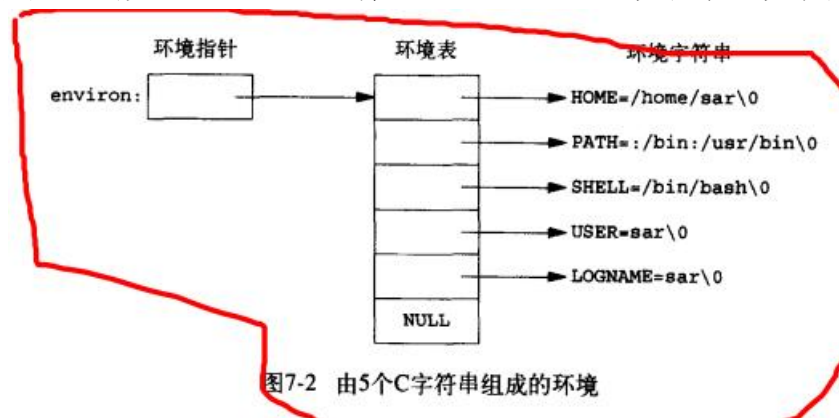 环境指针 环境表 环境字符串
environ: HOME=/home/sar\0
PATH=:/bin:/usr/bin\0
SHELL=/bin/bash\0
USER=sar\0
LOGNAME=sar\0
NULL
图7-2 由5个C字符串组成的环境